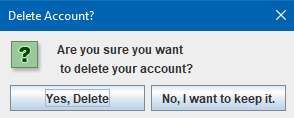 Delete Account?
Are you sure you want
to delete your account?
Yes, Delete
No, I want to keep it.